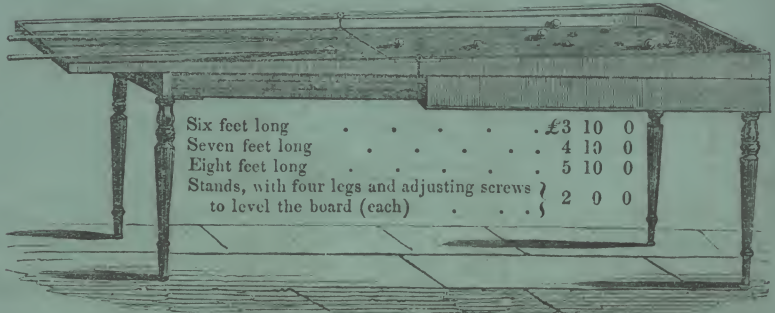 Six feet long . . . . . . £3 10 0
Seven feet long . . . . . . 4 10 0
Eight feet long . . . . . . 5 10 0
Stands, with four legs and adjusting screws } 2 0 0
to level the board (each) . . .